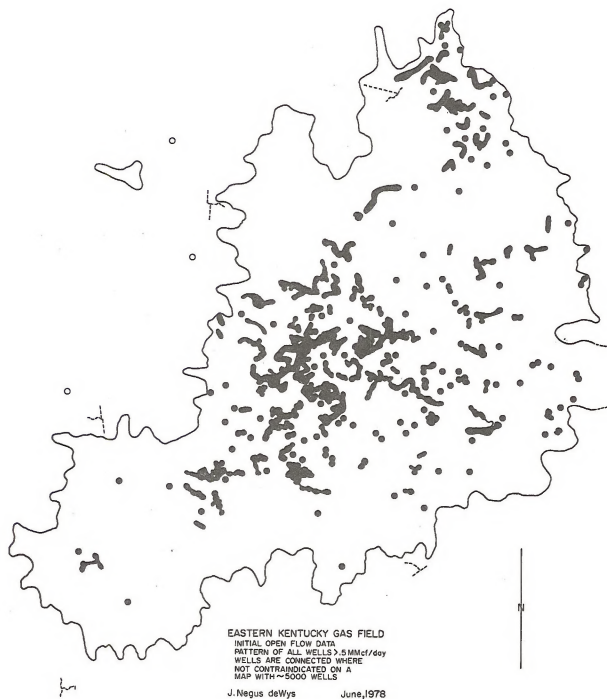 N
EASTERN KENTUCKY GAS FIELD
INITIAL OPEN FLOW DATA
PATTERN OF ALL WELLS >.5 MMcf/day
WELLS ARE CONNECTED WHERE
NOT CONTRAINDICATED ON A
MAP WITH ~5000 WELLS
J. Negus deWys June, 1978